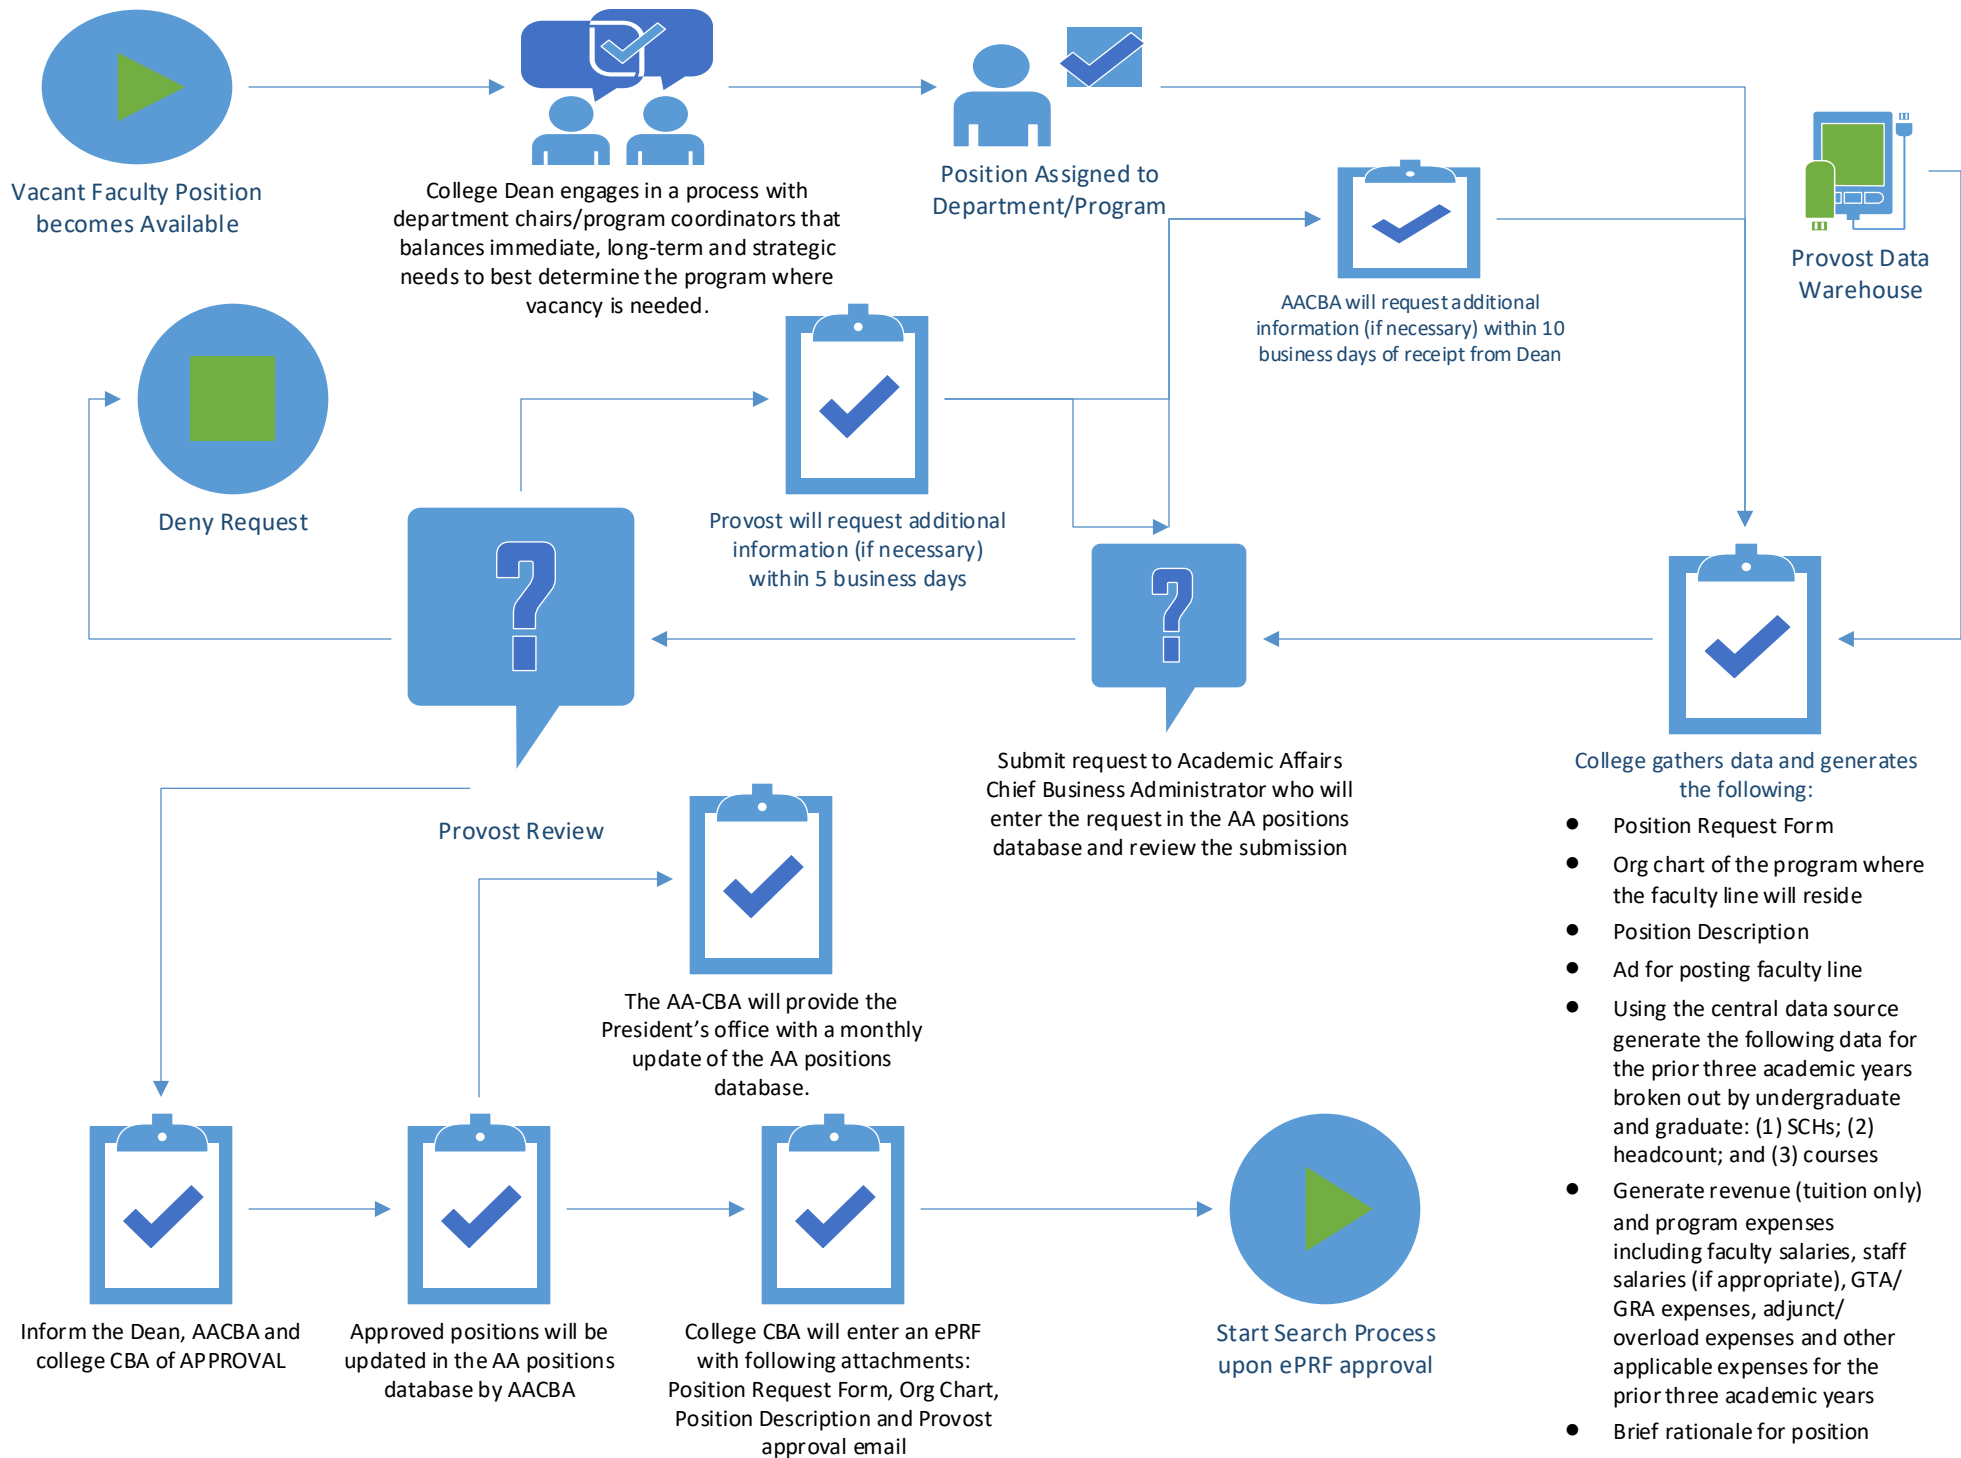 Vacant Faculty Position
becomes Available
College Dean engages in a process with
department chairs/program coordinators that
balances immediate, long-term and strategic
needs to best determine the program where
vacancy is needed.
Position Assigned to
Department/Program
AACBA will request additional
information (if necessary) within 10
business days of receipt from Dean
Provost Data
Warehouse
Deny Request
Provost will request additional
information (if necessary)
within 5 business days
?
?
Provost Review
Submit request to Academic Affairs
Chief Business Administrator who will
enter the request in the AA positions
database and review the submission
College gathers data and generates
the following:
● Position Request Form
● Org chart of the program where
the faculty line will reside
● Position Description
● Ad for posting faculty line
● Using the central data source
generate the following data for
the prior three academic years
broken out by undergraduate
and graduate: (1) SCHs; (2)
headcount; and (3) courses
● Generate revenue (tuition only)
and program expenses
including faculty salaries, staff
salaries (if appropriate), GTA/
GRA expenses, adjunct/
overload expenses and other
applicable expenses for the
prior three academic years
● Brief rationale for position
The AA-CBA will provide the
President’s office with a monthly
update of the AA positions
database.
Inform the Dean, AACBA and
college CBA of APPROVAL
Approved positions will be
updated in the AA positions
database by AACBA
College CBA will enter an ePRF
with following attachments:
Position Request Form, Org Chart,
Position Description and Provost
approval email
Start Search Process
upon ePRF approval